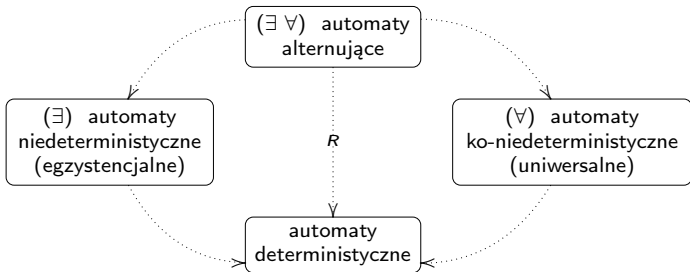 (∃ ∀) automaty
alternujące
(∃) automaty
niedeterministyczne
(egzystencjalne)
R
(∀) automaty
ko-niedeterministyczne
(uniwersalne)
automaty
deterministyczne